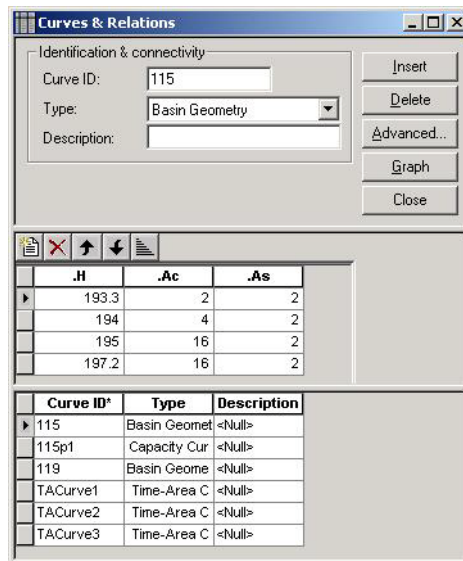 Curves & Relations
Identification & connectivity
Curve ID: 115
Type: Basin Geometry
Description:
Insert
Delete
Advanced...
Graph
Close
.H .Ac .As
193.3 2 2
194 4 2
195 16 2
197.2 16 2
Curve ID* Type Description
115 Basin Geomet <Null>
115p1 Capacity Cur <Null>
119 Basin Geome <Null>
TACurve1 Time-Area C <Null>
TACurve2 Time-Area C <Null>
TACurve3 Time-Area C <Null>